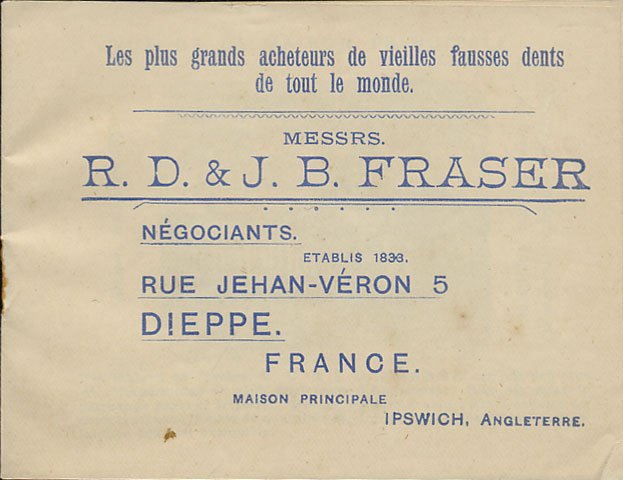 Les plus grands acheteurs de vieilles fausses dents
de tout le monde.
MESSRS.
R. D. & J. B. FRASER
NÉGOCIANTS.
ETABLIS 1833.
RUE JEHAN-VÉRON 5
DIEPPE.
FRANCE.
MAISON PRINCIPALE
IPSWICH, ANGLETERRE.